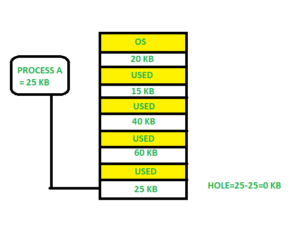 OS
20 KB
USED
15 KB
USED
40 KB
USED
60 KB
USED
25 KB
PROCESS A
= 25 KB
HOLE=25-25=0 KB